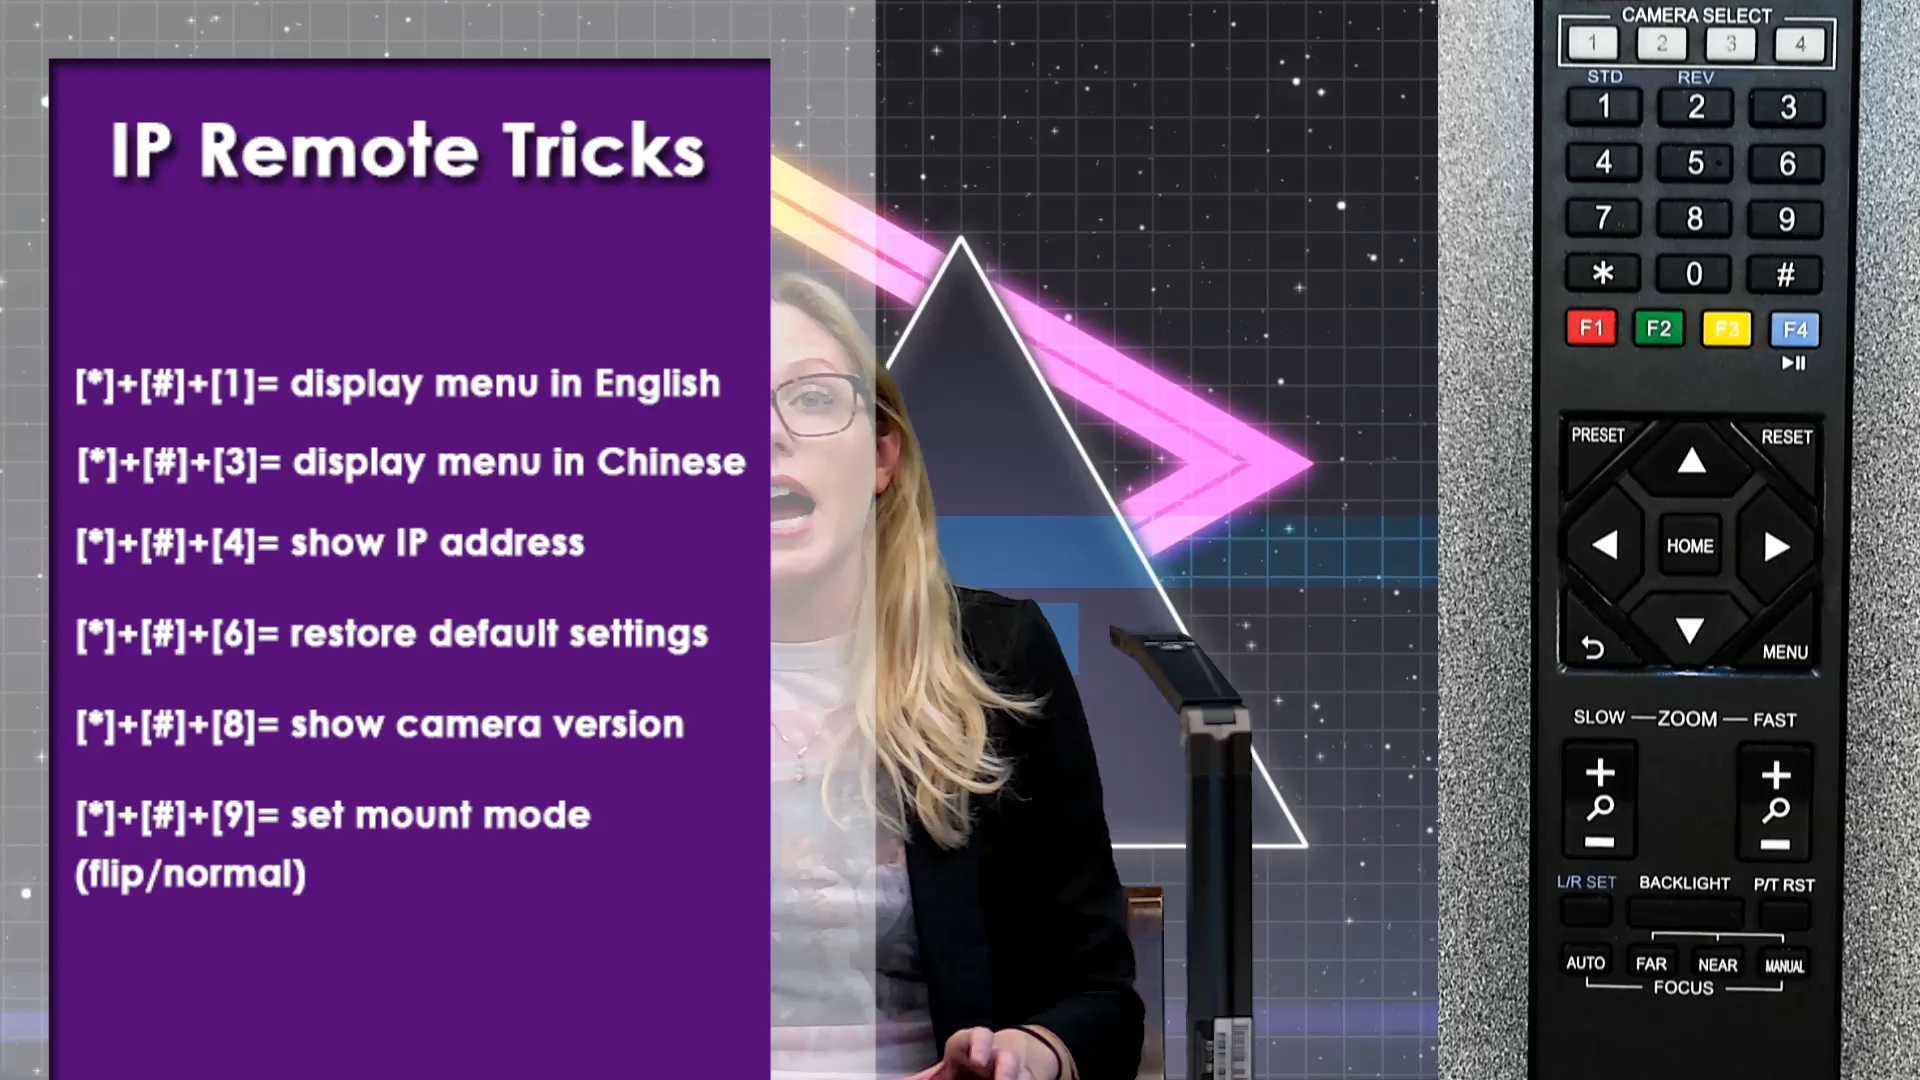 IP Remote Tricks
[*]+[#]+[1]= display menu in English
[*]+[#]+[3]= display menu in Chinese
[*]+[#]+[4]= show IP address
[*]+[#]+[6]= restore default settings
[*]+[#]+[8]= show camera version
[*]+[#]+[9]= set mount mode
(flip/normal)
CAMERA SELECT
1 2 3 4
STD REV
1 2 3
4 5 6
7 8 9
* 0 #
F1 F2 F3 F4
PRESET RESET
HOME
MENU
SLOW ZOOM FAST
+ +
- -
L/R SET BACKLIGHT P/T RST
AUTO FAR NEAR MANUAL
FOCUS